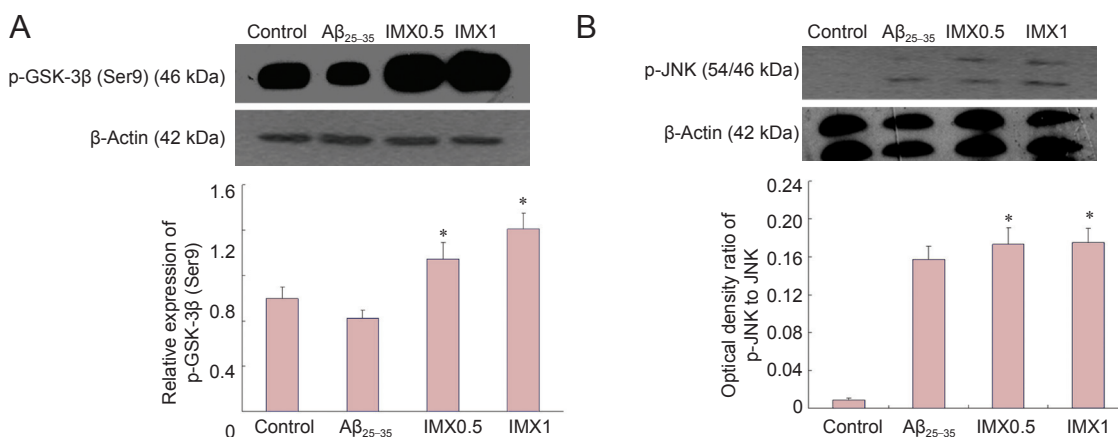 A
Control Aβ25–35 IMX0.5 IMX1
p-GSK-3β (Ser9) (46 kDa)
β-Actin (42 kDa)
1.6
1.2
0.8
0.4
0
Relative expression of
p-GSK-3β (Ser9)
*
*
Control Aβ25–35 IMX0.5 IMX1
B
Control Aβ25–35 IMX0.5 IMX1
p-JNK (54/46 kDa)
β-Actin (42 kDa)
0.24
0.20
0.16
0.12
0.08
0.04
0
Optical density ratio of
p-JNK to JNK
*
*
Control Aβ25–35 IMX0.5 IMX1